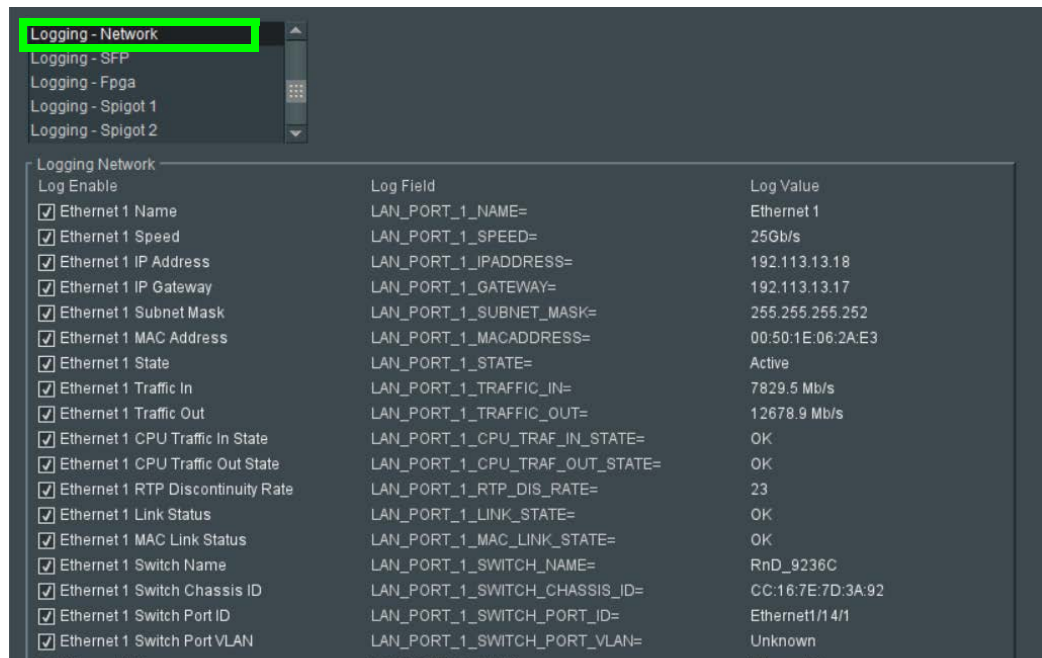 Logging - Network
Logging - SFP
Logging - Fpga
Logging - Spigot 1
Logging - Spigot 2
Logging Network
Log Enable Log Field Log Value
Ethernet 1 Name LAN_PORT_1_NAME= Ethernet 1
Ethernet 1 Speed LAN_PORT_1_SPEED= 25Gb/s
Ethernet 1 IP Address LAN_PORT_1_IPADDRESS= 192.113.13.18
Ethernet 1 IP Gateway LAN_PORT_1_GATEWAY= 192.113.13.17
Ethernet 1 Subnet Mask LAN_PORT_1_SUBNET_MASK= 255.255.255.252
Ethernet 1 MAC Address LAN_PORT_1_MACADDRESS= 00:50:1E:06:2A:E3
Ethernet 1 State LAN_PORT_1_STATE= Active
Ethernet 1 Traffic In LAN_PORT_1_TRAFFIC_IN= 7829.5 Mb/s
Ethernet 1 Traffic Out LAN_PORT_1_TRAFFIC_OUT= 12678.9 Mb/s
Ethernet 1 CPU Traffic In State LAN_PORT_1_CPU_TRAF_IN_STATE= OK
Ethernet 1 CPU Traffic Out State LAN_PORT_1_CPU_TRAF_OUT_STATE= OK
Ethernet 1 RTP Discontinuity Rate LAN_PORT_1_RTP_DIS_RATE= 23
Ethernet 1 Link Status LAN_PORT_1_LINK_STATE= OK
Ethernet 1 MAC Link Status LAN_PORT_1_MAC_LINK_STATE= OK
Ethernet 1 Switch Name LAN_PORT_1_SWITCH_NAME= RnD_9236C
Ethernet 1 Switch Chassis ID LAN_PORT_1_SWITCH_CHASSIS_ID= CC:16:7E:7D:3A:92
Ethernet 1 Switch Port ID LAN_PORT_1_SWITCH_PORT_ID= Ethernet1/14/1
Ethernet 1 Switch Port VLAN LAN_PORT_1_SWITCH_PORT_VLAN= Unknown